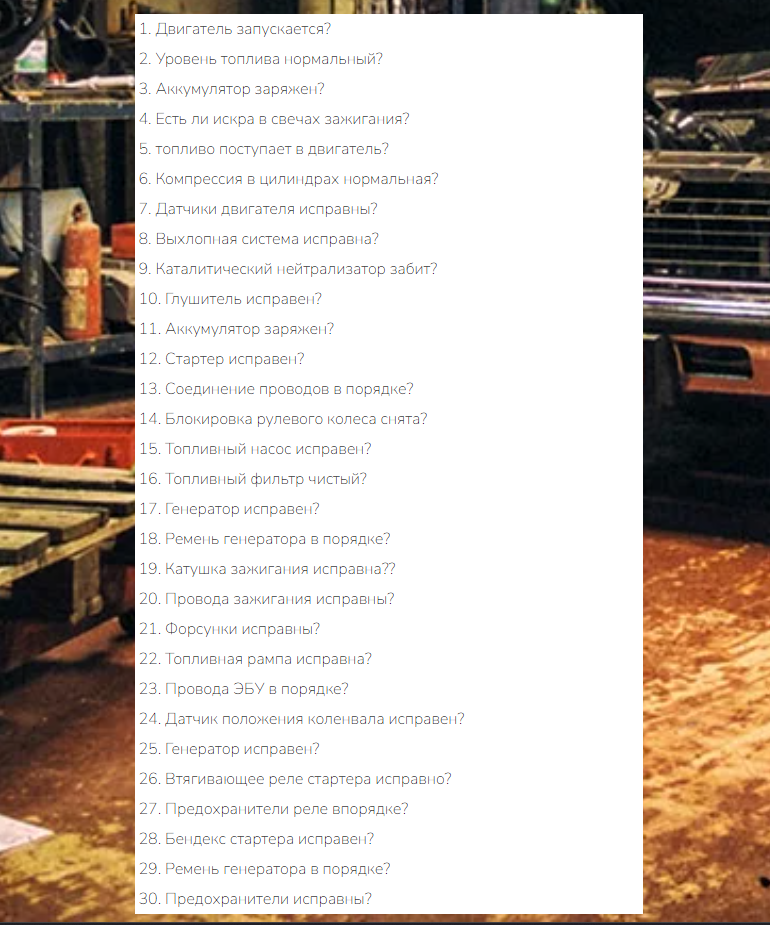 1. Двигатель запускается?
2. Уровень топлива нормальный?
3. Аккумулятор заряжен?
4. Есть ли искра в свечах зажигания?
5. топливо поступает в двигатель?
6. Компрессия в цилиндрах нормальная?
7. Датчики двигателя исправны?
8. Выхлопная система исправна?
9. Каталитический нейтрализатор забит?
10. Глушитель исправен?
11. Аккумулятор заряжен?
12. Стартер исправен?
13. Соединение проводов в порядке?
14. Блокировка рулевого колеса снята?
15. Топливный насос исправен?
16. Топливный фильтр чистый?
17. Генератор исправен?
18. Ремень генератора в порядке?
19. Катушка зажигания исправна??
20. Провода зажигания исправны?
21. Форсунки исправны?
22. Топливная рампа исправна?
23. Провода ЭБУ в порядке?
24. Датчик положения коленвала исправен?
25. Генератор исправен?
26. Втягивающее реле стартера исправно?
27. Предохранители реле впорядке?
28. Бендекс стартера исправен?
29. Ремень генератора в порядке?
30. Предохранители исправны?